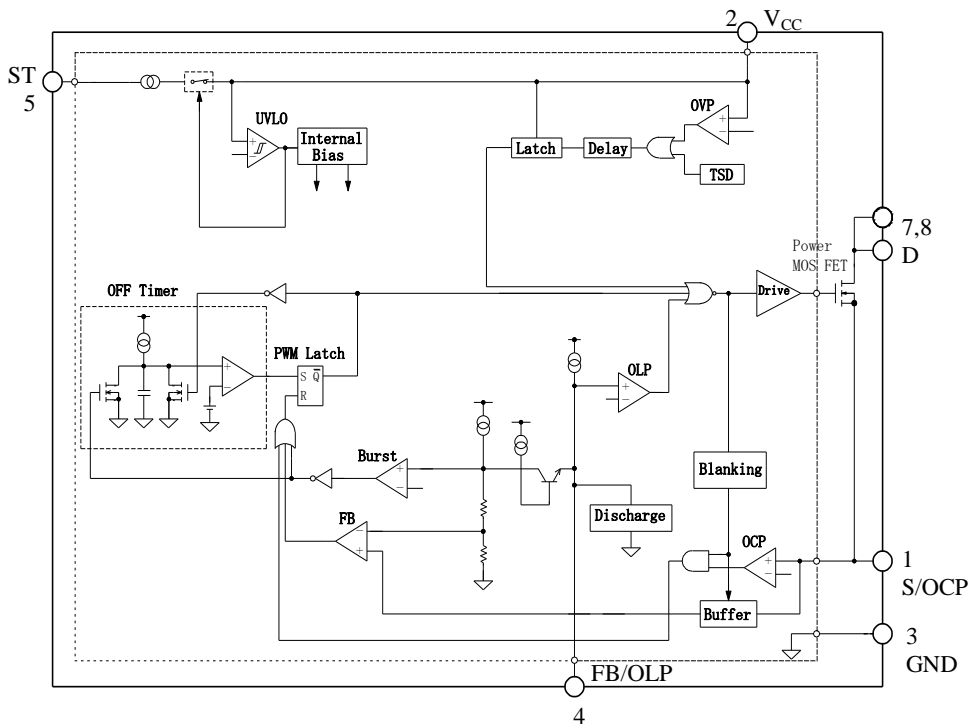 2 VCC
ST
5
OVP
UVLO
Internal
Bias
Latch
Delay
TSD
7,8
D
Power
MOS FET
OFF Timer
Drive
PWM Latch
S Q̅
R
OLP
+
−
Burst
Blanking
FB
Discharge
OCP
1
S/OCP
Buffer
3
GND
FB/OLP
4